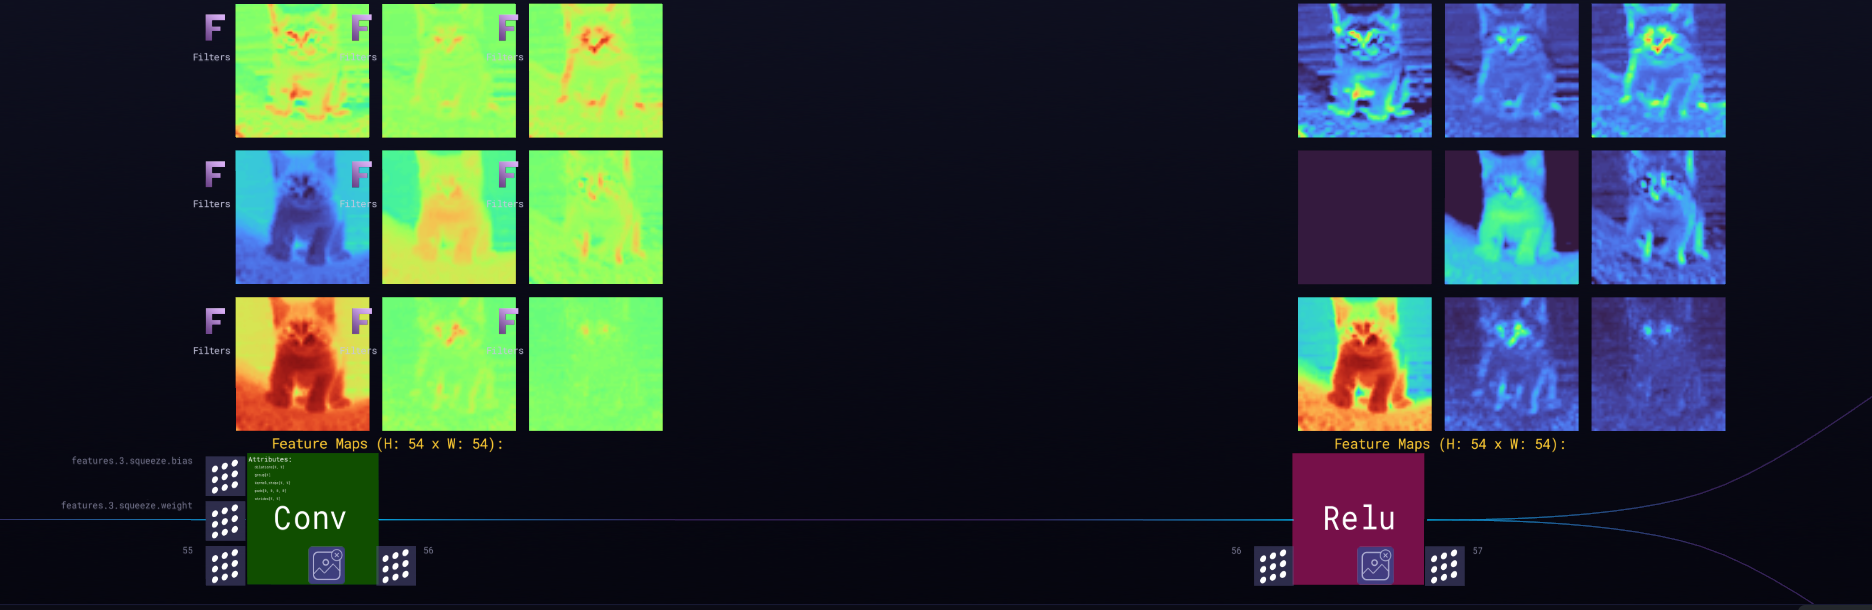 F F F
Filters Filters Filters
F F F
Filters Filters Filters
F F F
Filters Filters Filters
Feature Maps (H: 54 x W: 54):
Feature Maps (H: 54 x W: 54):
features.3.squeeze.bias
Attributes:
features.3.squeeze.weight
Conv
Relu
55
56
56
57